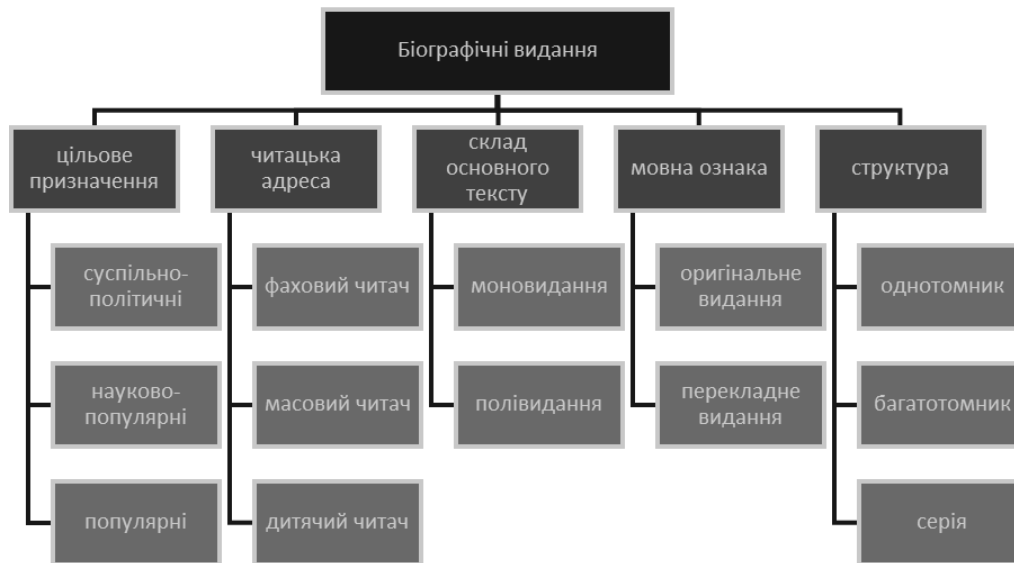 Біографічні видання
цільове
призначення
читацька
адреса
склад
основного
тексту
мовна ознака
структура
суспільно-
політичні
фаховий читач
моновидання
оригінальне
видання
однотомник
науково-
популярні
масовий читач
полівидання
перекладне
видання
багатотомник
популярні
дитячий читач
серія